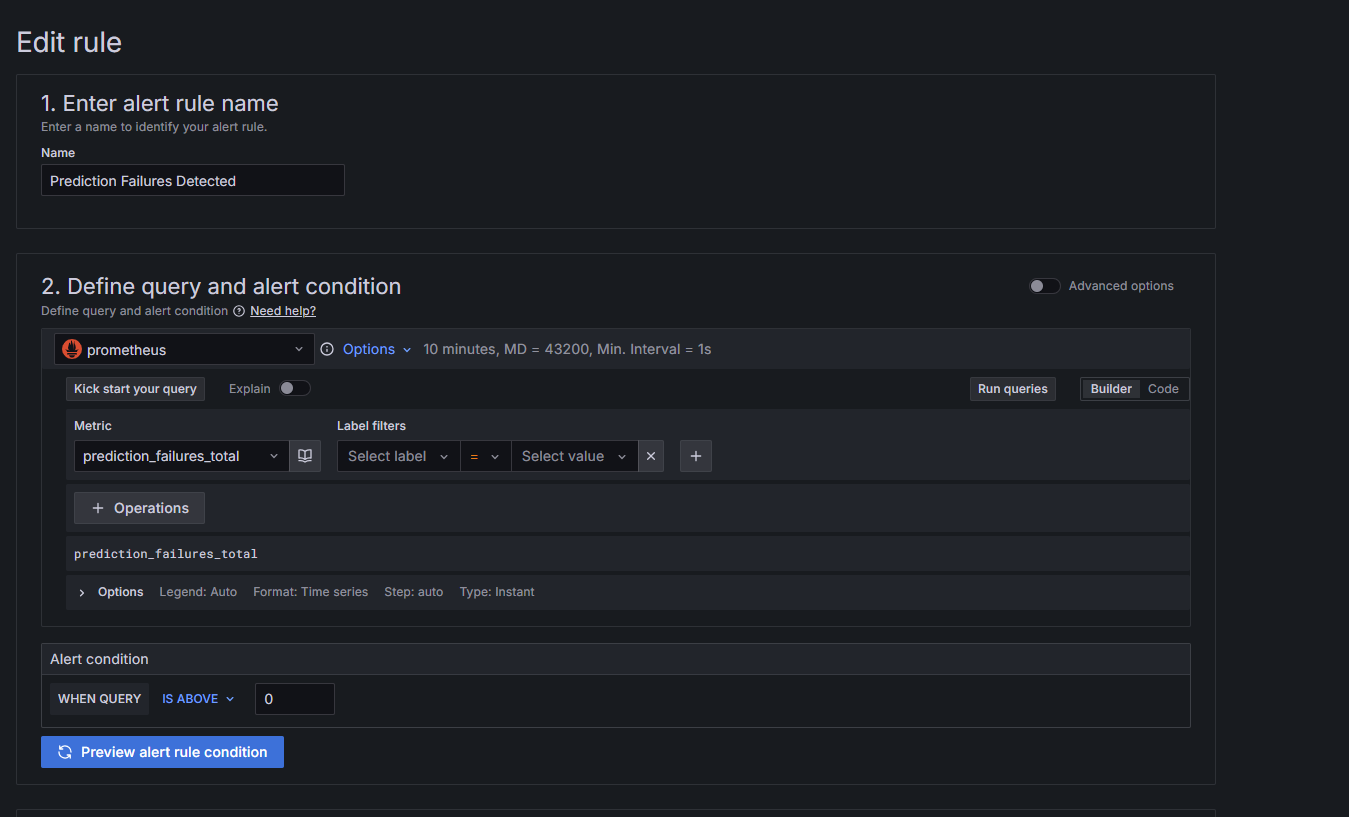 Edit rule
1. Enter alert rule name
Enter a name to identify your alert rule.
Name
Prediction Failures Detected
2. Define query and alert condition
Advanced options
Define query and alert condition Need help?
prometheus Options 10 minutes, MD = 43200, Min. Interval = 1s
Kick start your query Explain Run queries Builder Code
Metric Label filters
prediction_failures_total Select label = Select value
+ Operations
prediction_failures_total
Options Legend: Auto Format: Time series Step: auto Type: Instant
Alert condition
WHEN QUERY IS ABOVE 0
Preview alert rule condition